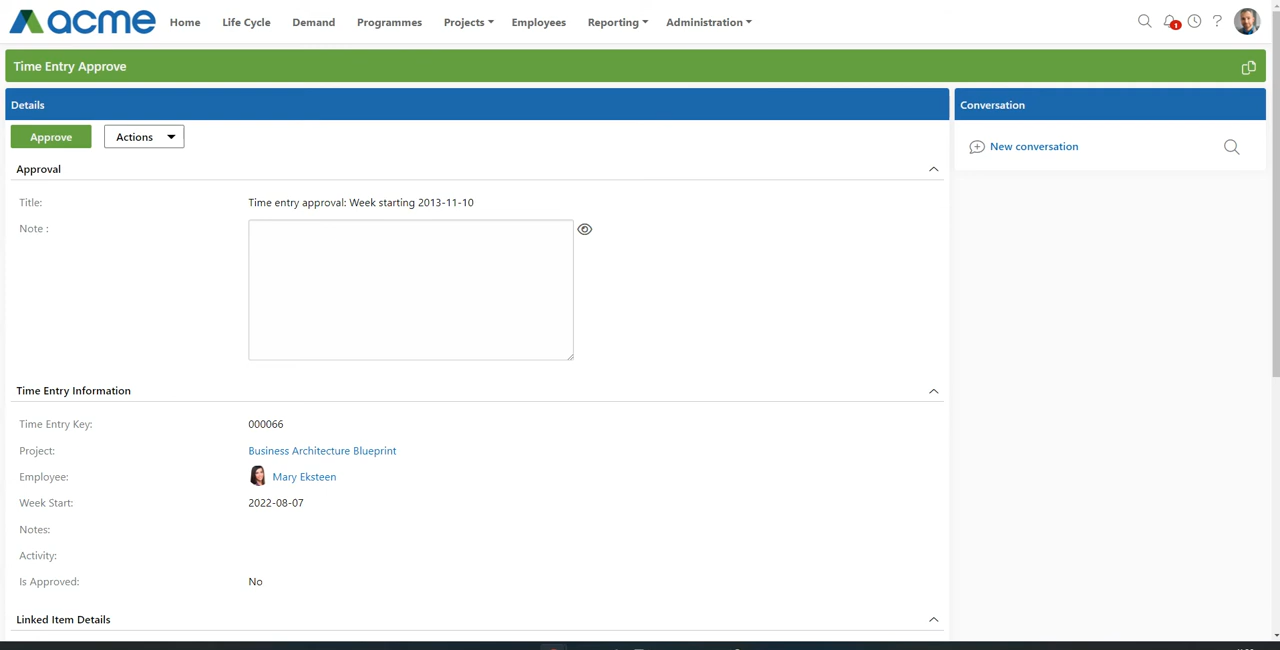 acme Home Life Cycle Demand Programmes Projects Employees Reporting Administration 1 ?
Time Entry Approve
Details
Conversation
Approve Actions
New conversation
Approval
Title: Time entry approval: Week starting 2013-11-10
Note :
Time Entry Information
Time Entry Key: 000066
Project: Business Architecture Blueprint
Employee: Mary Eksteen
Week Start: 2022-08-07
Notes:
Activity:
Is Approved: No
Linked Item Details